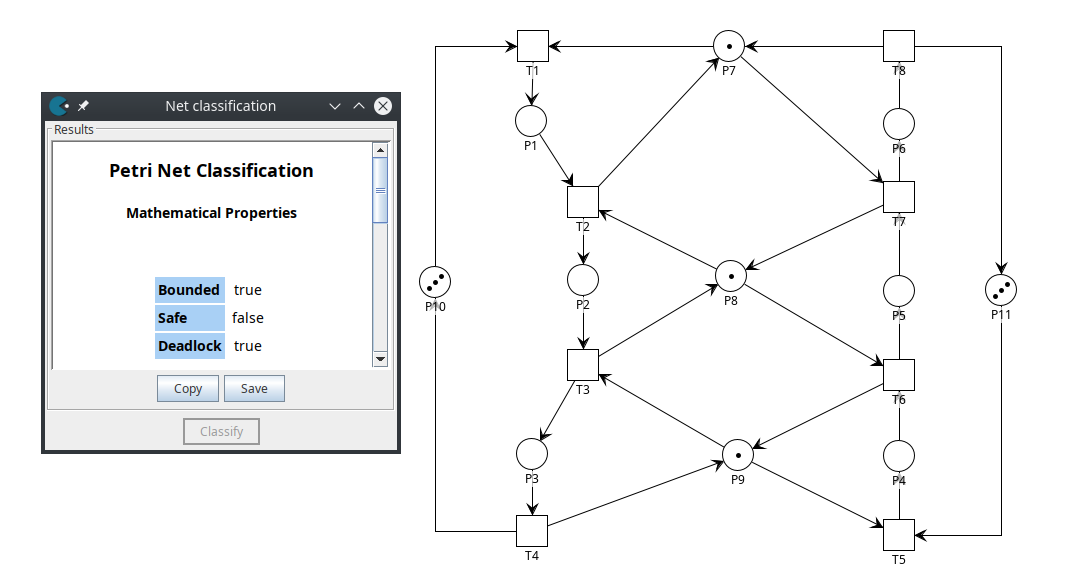 Net classification
Results
Petri Net Classification
Mathematical Properties
Bounded true
Safe false
Deadlock true
Copy Save
Classify
T1 P7 T8
P1 P6
T2 T7
P10 P2 P8 P5 P11
T3 T6
P3 P9 P4
T4 T5